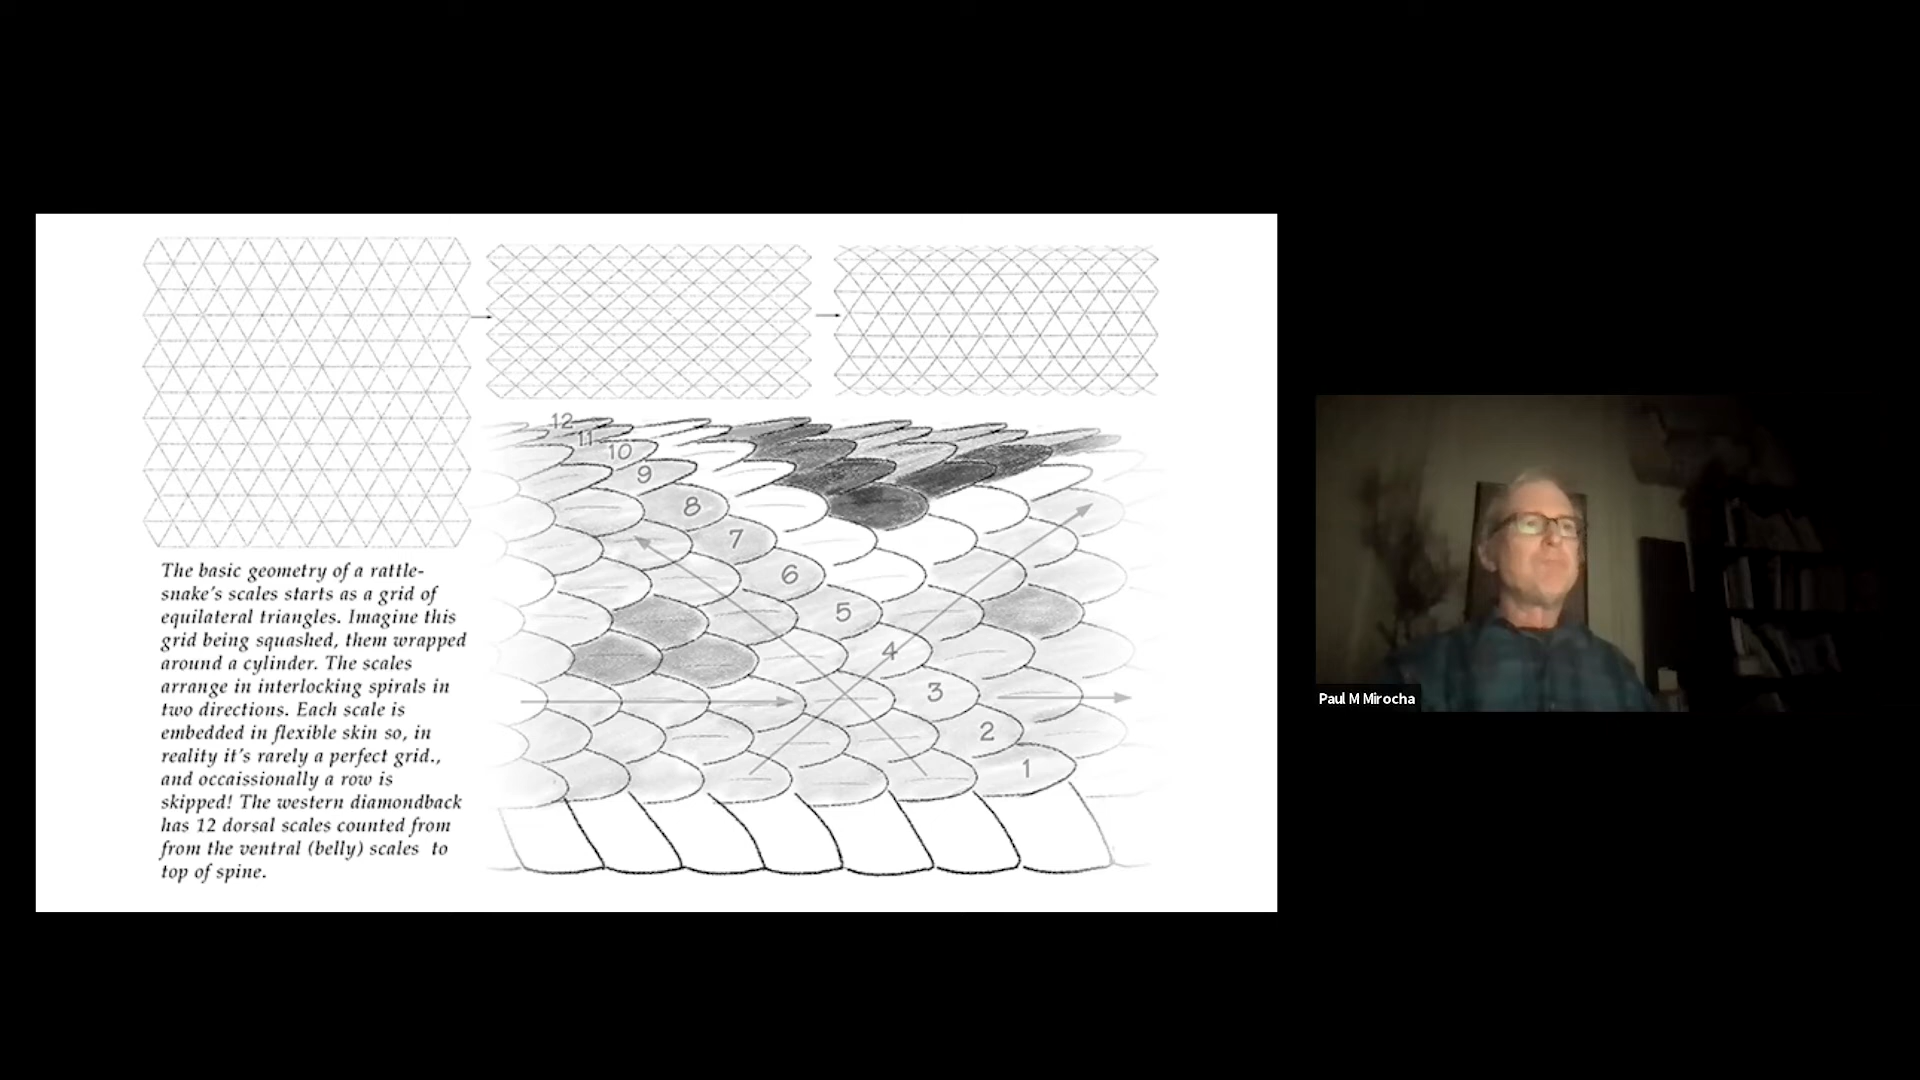 The basic geometry of a rattle-
snake's scales starts as a grid of
equilateral triangles. Imagine this
grid being squashed, them wrapped
around a cylinder. The scales
arrange in interlocking spirals in
two directions. Each scale is
embedded in flexible skin so, in
reality it's rarely a perfect grid.,
and occaissionally a row is
skipped! The western diamondback
has 12 dorsal scales counted from
from the ventral (belly) scales to
top of spine.
12
11
10
9
8
7
6
5
4
3
2
1
Paul M Mirocha